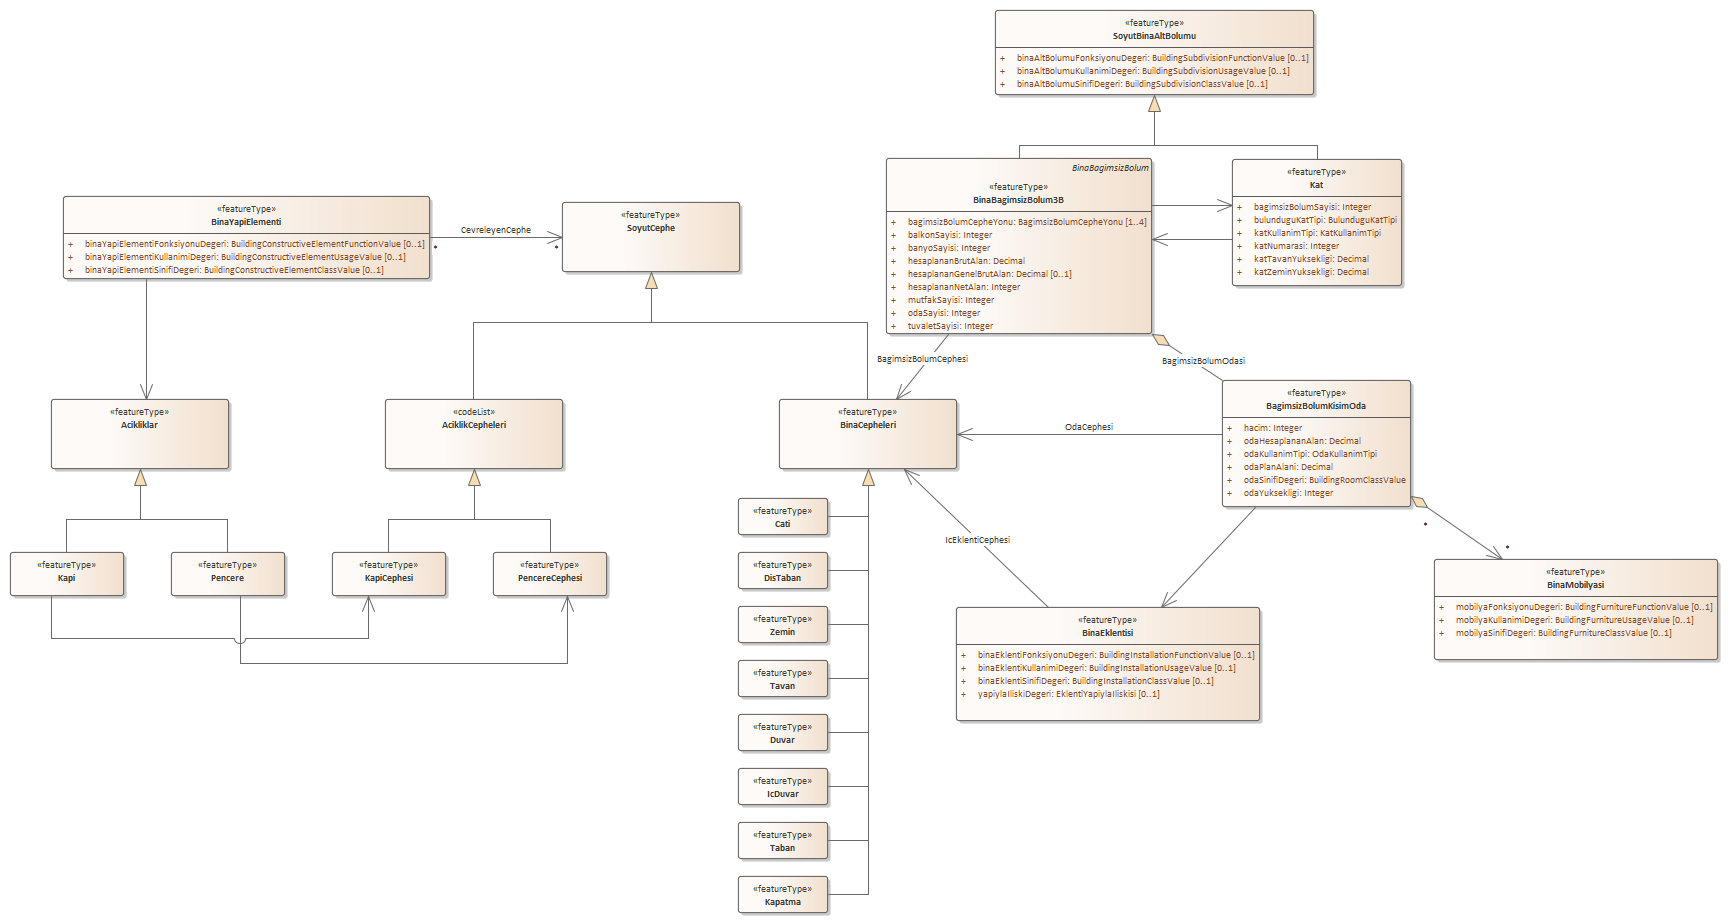 «featureType»
SoyutBinaAltBolumu
+ binaAltBolumuFonksiyonuDegeri: BuildingSubdivisionFunctionValue [0..1]
+ binaAltBolumuKullanimiDegeri: BuildingSubdivisionUsageValue [0..1]
+ binaAltBolumuSinifiDegeri: BuildingSubdivisionClassValue [0..1]
BinaBagimsizBolum
«featureType»
BinaBagimsizBolum3B
+ bagimsizBolumCepheYonu: BagimsizBolumCepheYonu [1..4]
+ balkonSayisi: Integer
+ banyoSayisi: Integer
+ hesaplananBrutAlan: Decimal
+ hesaplananGenelBrutAlan: Decimal [0..1]
+ hesaplananNetAlan: Integer
+ mutfakSayisi: Integer
+ odaSayisi: Integer
+ tuvaletSayisi: Integer
«featureType»
Kat
+ bagimsizBolumSayisi: Integer
+ bulunduguKatTipi: BulunduguKatTipi
+ katKullanimTipi: KatKullanimTipi
+ katNumarasi: Integer
+ katTavanYuksekligi: Decimal
+ katZeminYuksekligi: Decimal
«featureType»
BinaYapiElementi
+ binaYapiElementiFonksiyonuDegeri: BuildingConstructiveElementFunctionValue [0..1]
+ binaYapiElementiKullanimiDegeri: BuildingConstructiveElementUsageValue [0..1]
+ binaYapiElementiSinifiDegeri: BuildingConstructiveElementClassValue [0..1]
CevreleyenCephe
*
*
«featureType»
SoyutCephe
BagimsizBolumCephesi
BagimsizBolumOdasi
«featureType»
Acikliklar
«codeList»
AciklikCepheleri
«featureType»
BinaCepheleri
OdaCephesi
«featureType»
BagimsizBolumKisimOda
+ hacim: Integer
+ odaHesaplananAlan: Decimal
+ odaKullanimTipi: OdaKullanimTipi
+ odaPlanAlani: Decimal
+ odaSinifiDegeri: BuildingRoomClassValue
+ odaYuksekligi: Integer
*
*
«featureType»
Kapi
«featureType»
Pencere
«featureType»
KapiCephesi
«featureType»
PencereCephesi
«featureType»
Cati
«featureType»
DisTaban
«featureType»
Zemin
«featureType»
Tavan
«featureType»
Duvar
«featureType»
IcDuvar
«featureType»
Taban
«featureType»
Kapatma
IcEklentiCephesi
«featureType»
BinaEklentisi
+ binaEklentiFonksiyonuDegeri: BuildingInstallationFunctionValue [0..1]
+ binaEklentiKullanimiDegeri: BuildingInstallationUsageValue [0..1]
+ binaEklentiSinifiDegeri: BuildingInstallationClassValue [0..1]
+ yapiylaIliskiDegeri: EklentiYapiylaIliskisi [0..1]
«featureType»
BinaMobilyasi
+ mobilyaFonksiyonuDegeri: BuildingFurnitureFunctionValue [0..1]
+ mobilyaKullanimiDegeri: BuildingFurnitureUsageValue [0..1]
+ mobilyaSinifiDegeri: BuildingFurnitureClassValue [0..1]